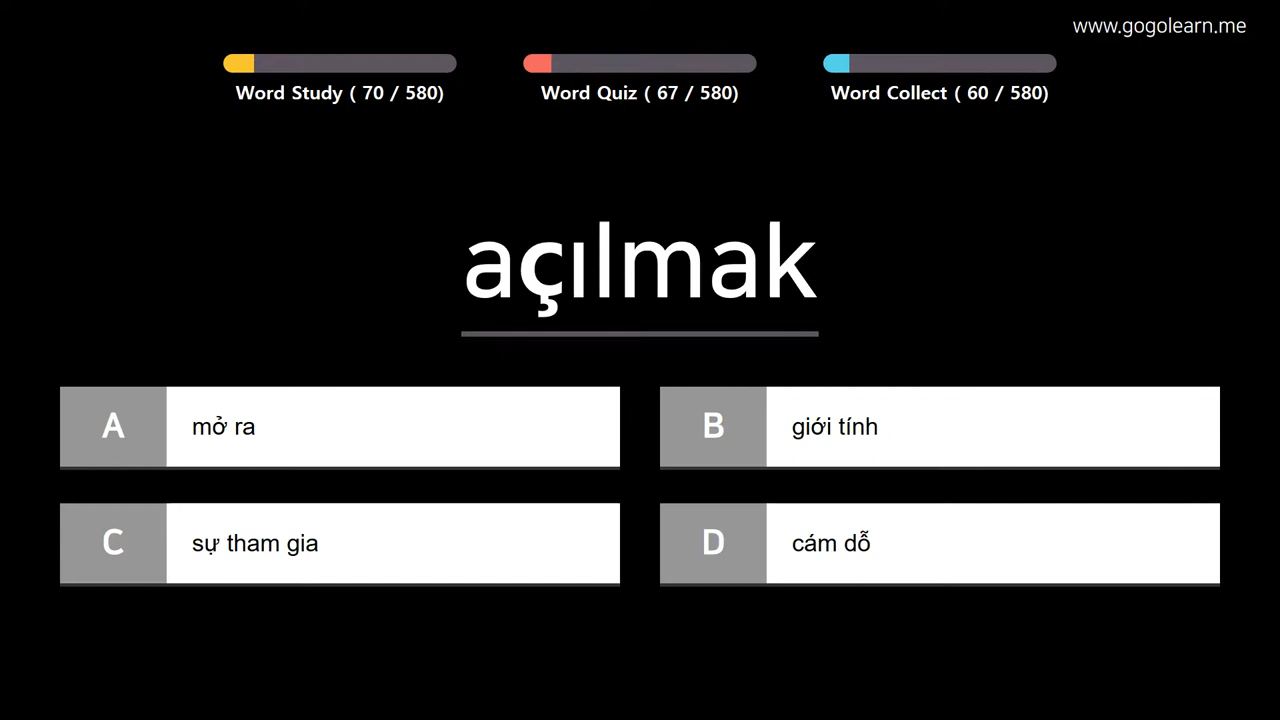 www.gogolearn.me
Word Study ( 70 / 580)
Word Quiz ( 67 / 580)
Word Collect ( 60 / 580)
açılmak
A
mở ra
B
giới tính
C
sự tham gia
D
cám dỗ